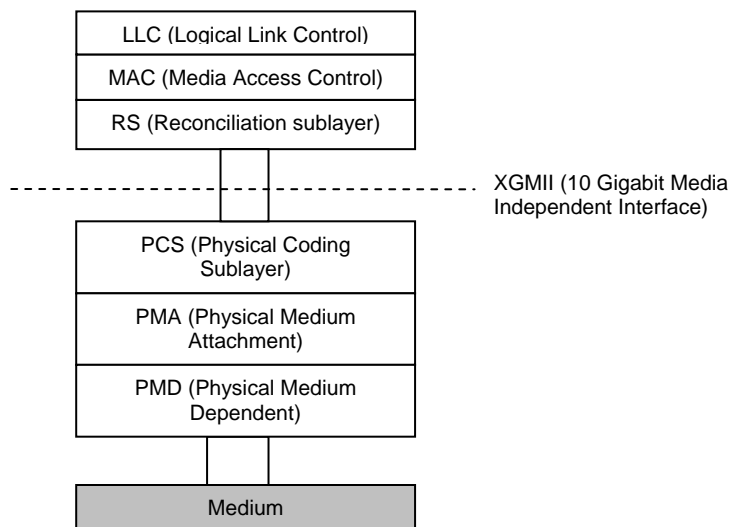 LLC (Logical Link Control)
MAC (Media Access Control)
RS (Reconciliation sublayer)
XGMII (10 Gigabit Media
Independent Interface)
PCS (Physical Coding
Sublayer)
PMA (Physical Medium
Attachment)
PMD (Physical Medium
Dependent)
Medium